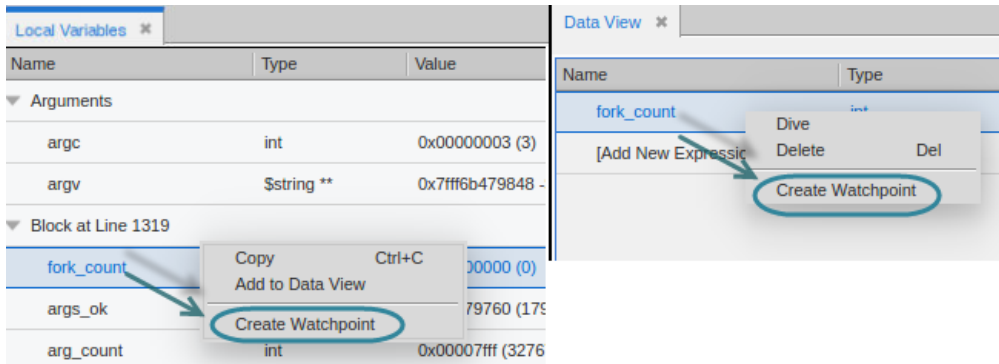 Local Variables
Name Type Value
Arguments
argc int 0x00000003 (3)
argv $string ** 0x7fff6b479848 -
Block at Line 1319
fork_count 00000 (0)
Copy Ctrl+C
Add to Data View
Create Watchpoint
args_ok 79760 (179
arg_count int 0x00007fff (3276
Data View
Name Type
fork_count int
Dive
Delete Del
Create Watchpoint
[Add New Expressio